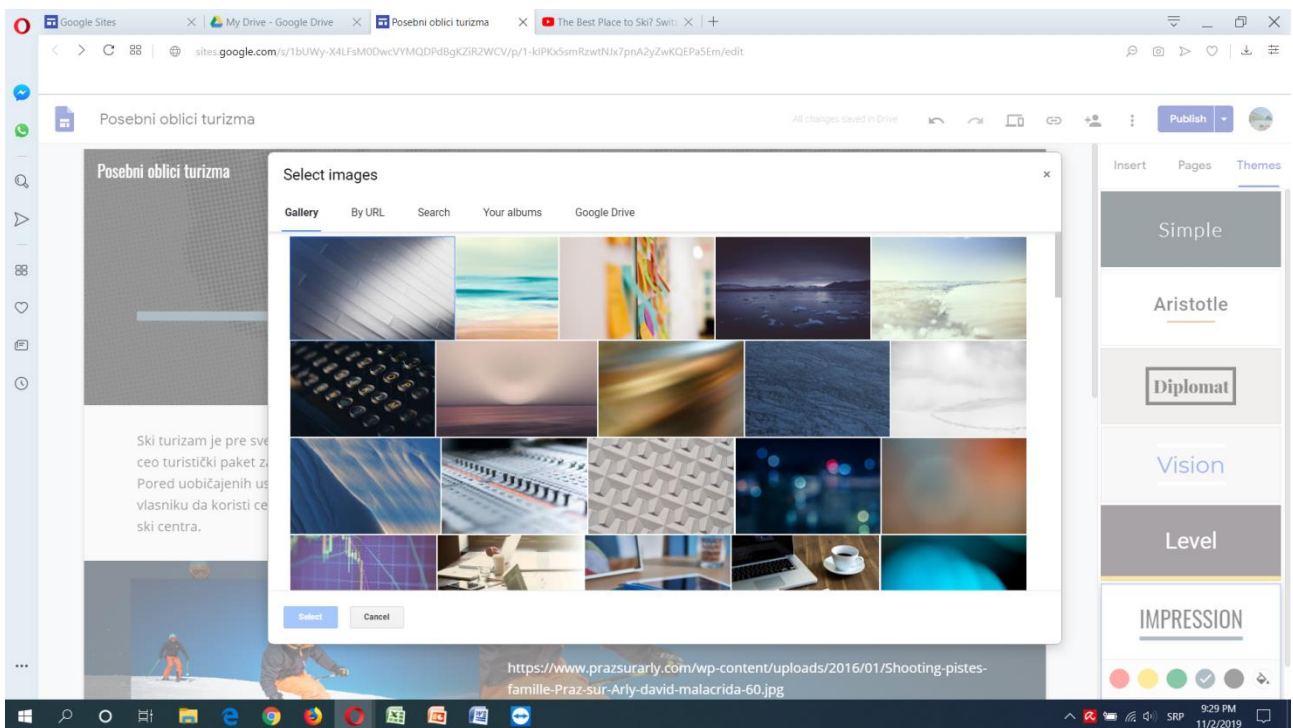 Google Sites
My Drive - Google Drive
Posebni oblici turizma
The Best Place to Ski? Swit
sites.google.com/s/1bUWy-X4LFsM0DwcVYMQDPdBgKZiR2WCV/p/1-kIPKx5smRzwtNJx7pnA2yZwKQEPa5Em/edit
Posebni oblici turizma
All changes saved in Drive
Publish
Posebni oblici turizma
Select images
Insert Pages Themes
Gallery By URL Search Your albums Google Drive
Simple
Aristotle
Diplomat
Vision
Level
IMPRESSION
Ski turizam je pre sve
ceo turistički paket za
Pored uobičajenih us
vlasniku da koristi ce
ski centra.
Select Cancel
https://www.prazsurarly.com/wp-content/uploads/2016/01/Shooting-pistes-
famille-Praz-sur-Arly-david-malacrida-60.jpg
SRP
9:29 PM
11/2/2019